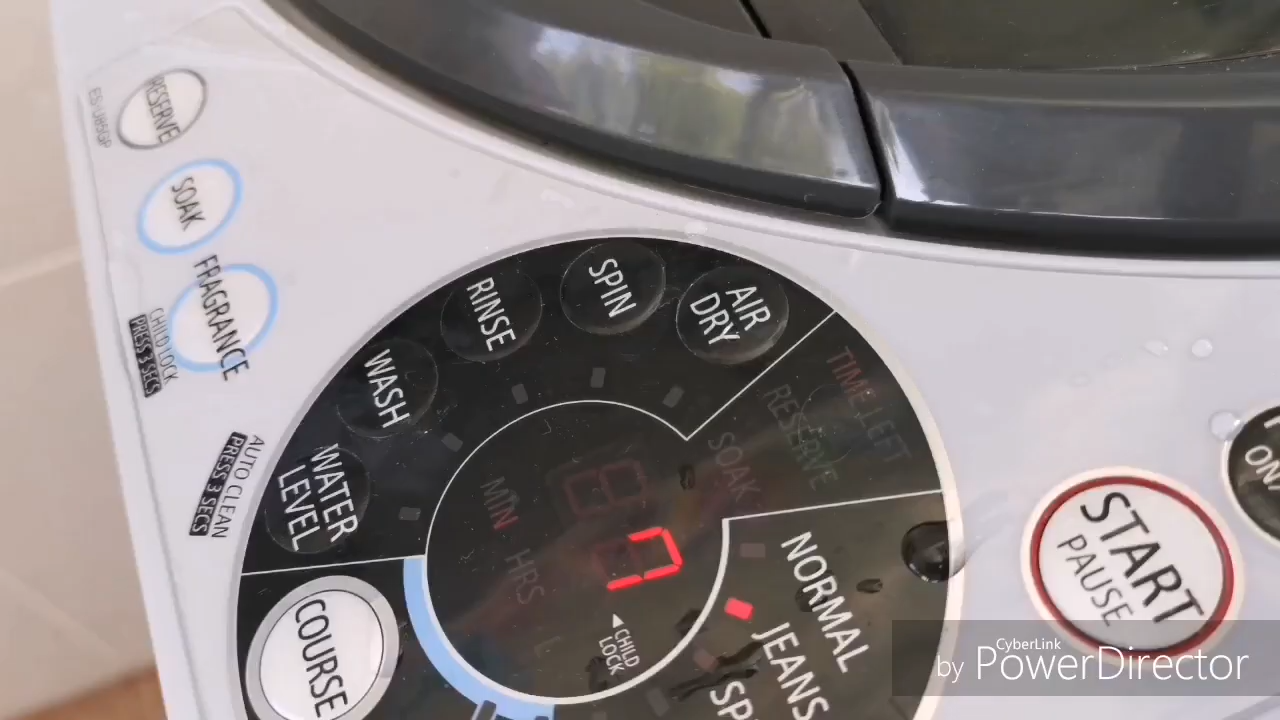 RESERVE
SOAK
FRAGRANCE
CHILD LOCK
PRESS 3 SECS
AUTO CLEAN
PRESS 3 SECS
WATER
LEVEL
WASH
RINSE
SPIN
AIR
DRY
TIME LEFT
RESERVE
SOAK
MIN
HRS
7
CHILD
LOCK
NORMAL
JEANS
COURSE
START
PAUSE
CyberLink
by PowerDirector